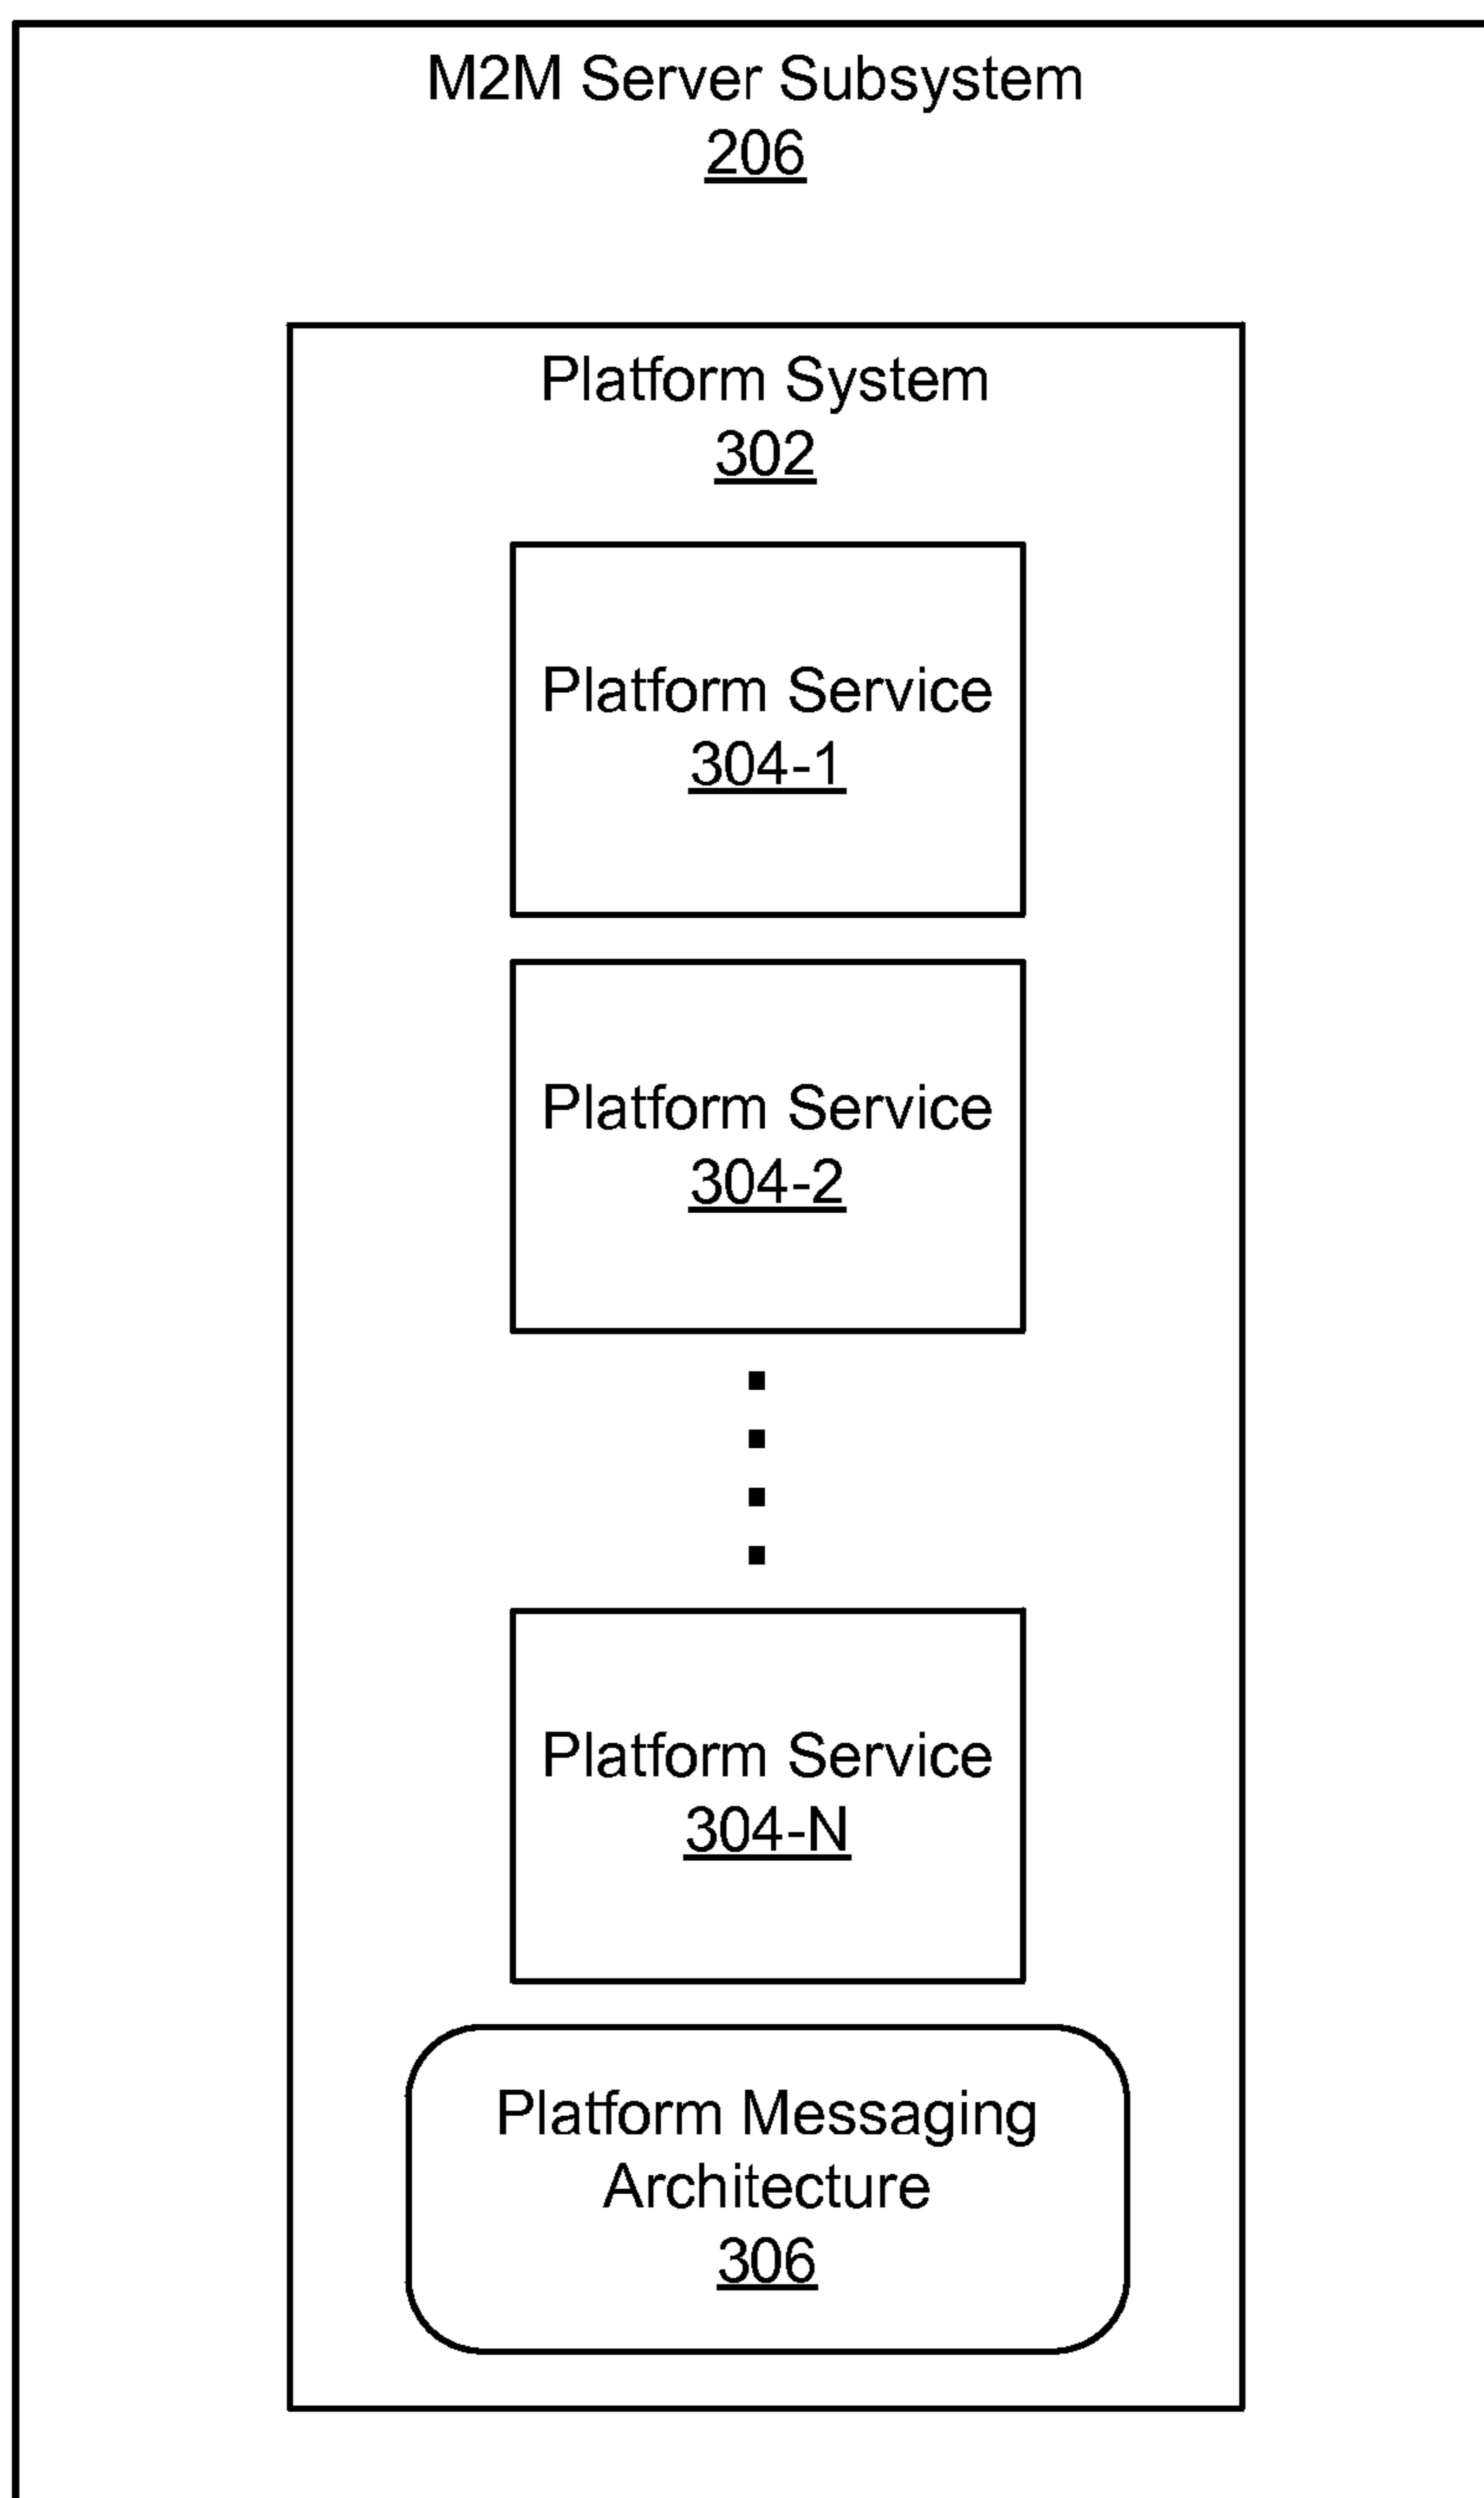 M2M Server Subsystem
206
Platform System
302
Platform Service
304-1
Platform Service
304-2
Platform Service
304-N
Platform Messaging
Architecture
306